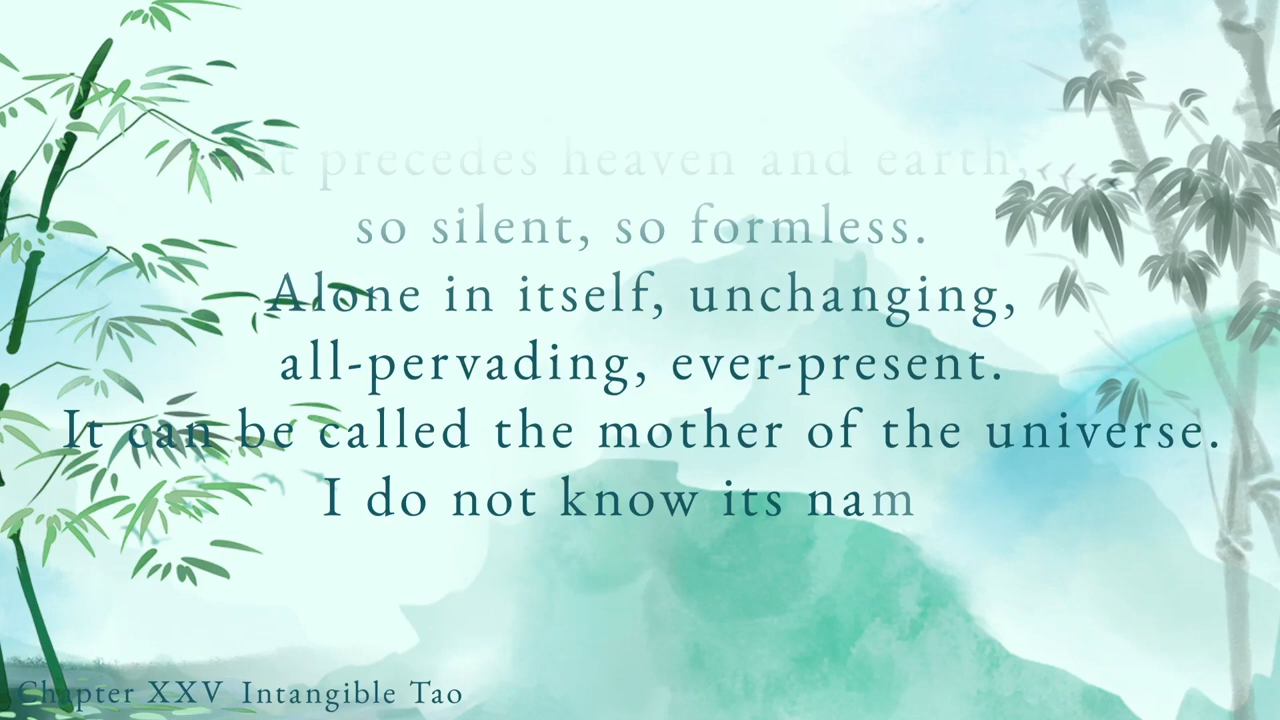 It precedes heaven and earth,
so silent, so formless.
Alone in itself, unchanging,
all-pervading, ever-present.
It can be called the mother of the universe.
I do not know its nam
Chapter XXV Intangible Tao